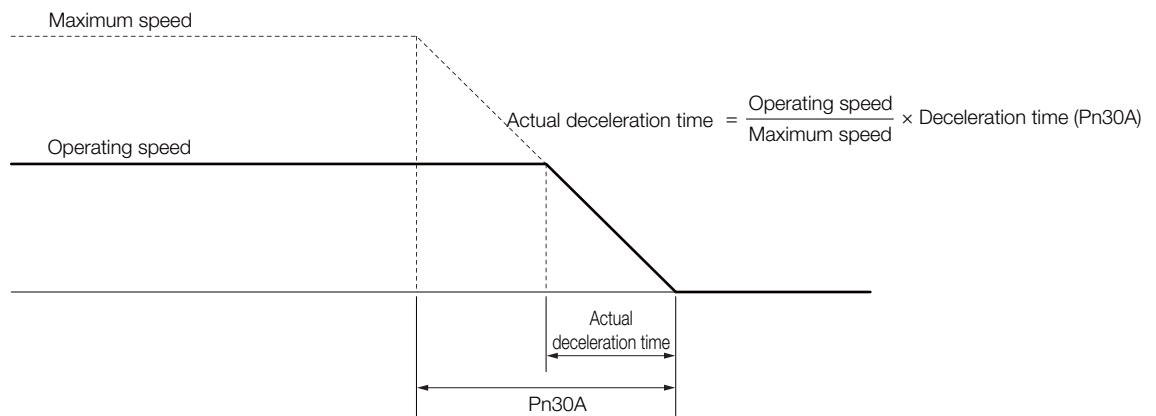 Maximum speed
Actual deceleration time = Operating speed / Maximum speed × Deceleration time (Pn30A)
Operating speed
Actual
deceleration time
Pn30A